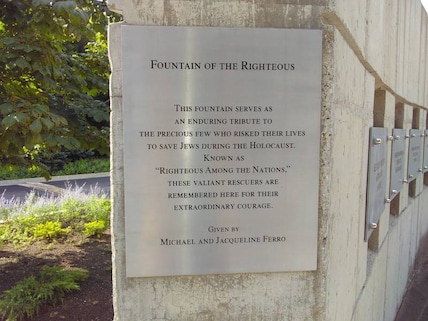 FOUNTAIN OF THE RIGHTEOUS
THIS FOUNTAIN SERVES AS
AN ENDURING TRIBUTE TO
THE PRECIOUS FEW WHO RISKED THEIR LIVES
TO SAVE JEWS DURING THE HOLOCAUST.
KNOWN AS
"RIGHTEOUS AMONG THE NATIONS,"
THESE VALIANT RESCUERS ARE
REMEMBERED HERE FOR THEIR
EXTRAORDINARY COURAGE.
GIVEN BY
MICHAEL AND JACQUELINE FERRO